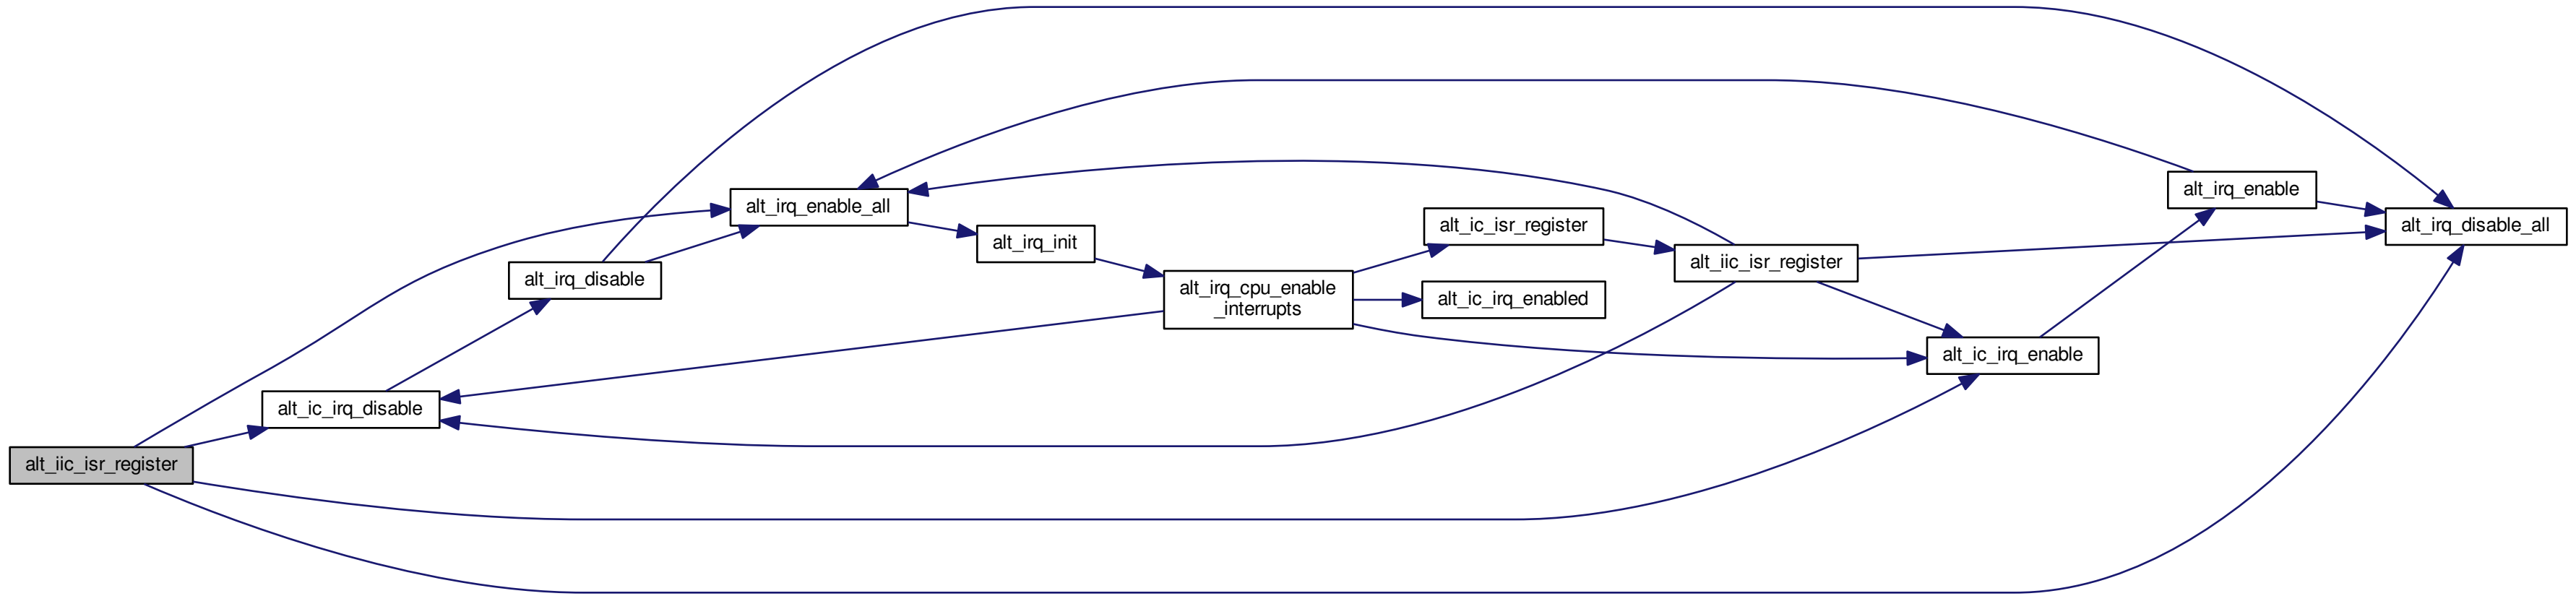 alt_irq_enable
alt_irq_enable_all
alt_irq_disable_all
alt_ic_isr_register
alt_irq_init
alt_iic_isr_register
alt_irq_disable
alt_irq_cpu_enable
_interrupts
alt_ic_irq_enabled
alt_ic_irq_enable
alt_ic_irq_disable
alt_iic_isr_register